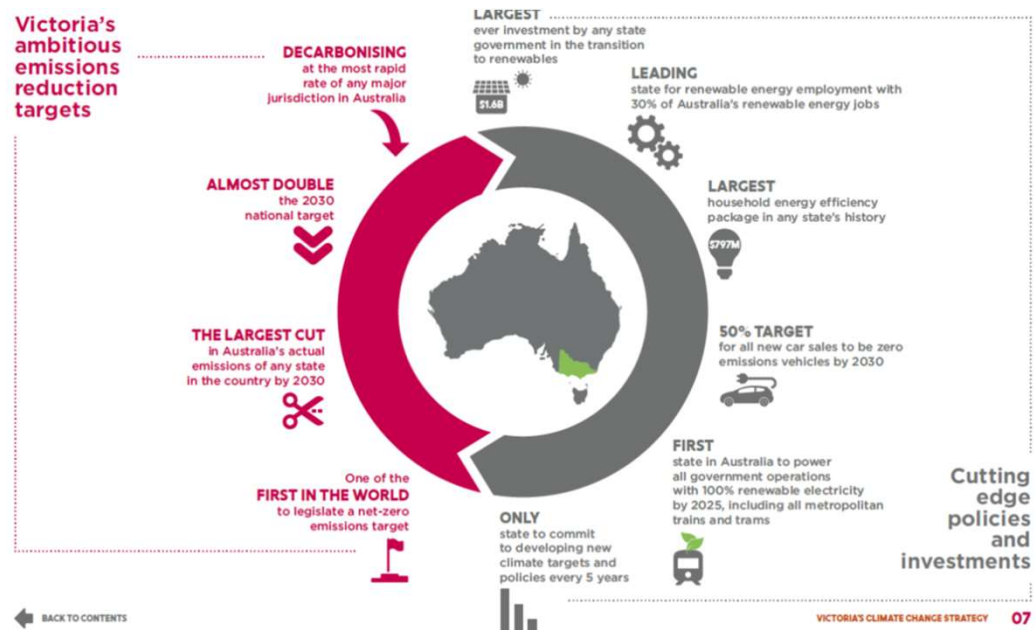 Victoria's
ambitious
emissions
reduction
targets
DECARBONISING
at the most rapid
rate of any major
jurisdiction in Australia
ALMOST DOUBLE
the 2030
national target
THE LARGEST CUT
in Australia's actual
emissions of any state
in the country by 2030
One of the
FIRST IN THE WORLD
to legislate a net-zero
emissions target
LARGEST
ever investment by any state
government in the transition
to renewables
$1.6B
LEADING
state for renewable energy employment with
30% of Australia's renewable energy jobs
LARGEST
household energy efficiency
package in any state's history
$797M
50% TARGET
for all new car sales to be zero
emissions vehicles by 2030
FIRST
state in Australia to power
all government operations
with 100% renewable electricity
by 2025, including all metropolitan
trains and trams
ONLY
state to commit
to developing new
climate targets and
policies every 5 years
Cutting
edge
policies
and
investments
BACK TO CONTENTS
VICTORIA'S CLIMATE CHANGE STRATEGY 07